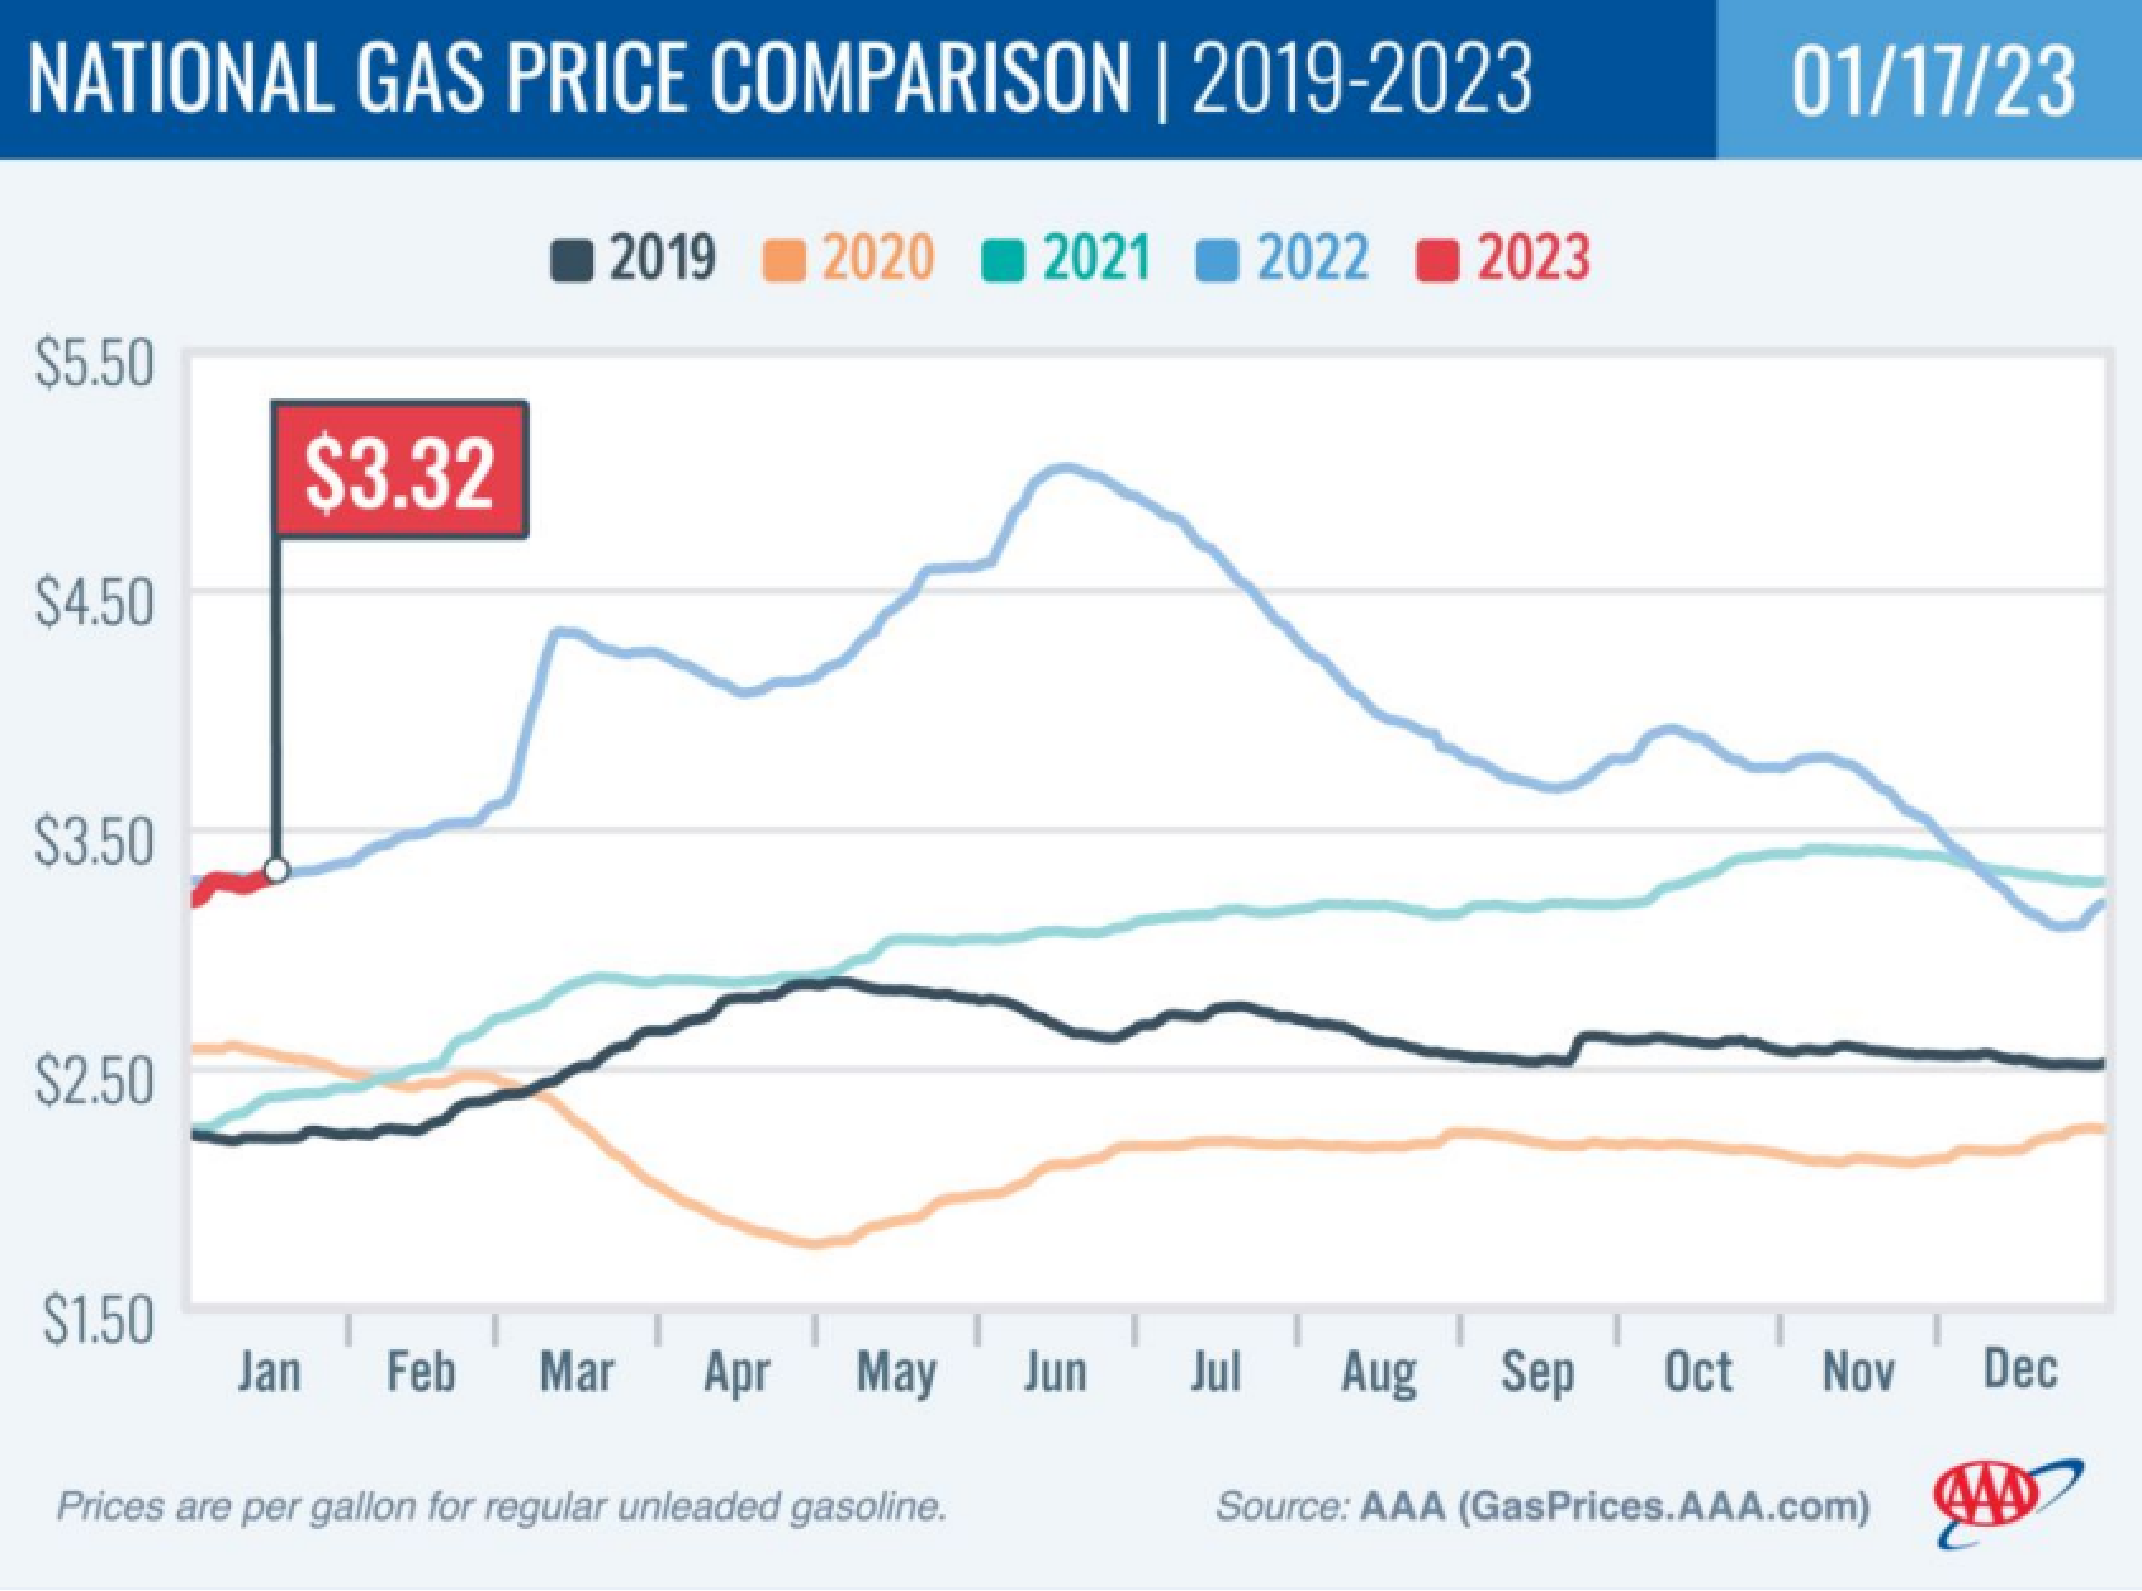 NATIONAL GAS PRICE COMPARISON | 2019-2023
01/17/23
2019 2020 2021 2022 2023
$5.50
$3.32
$4.50
$3.50
$2.50
$1.50
Jan Feb Mar Apr May Jun Jul Aug Sep Oct Nov Dec
Prices are per gallon for regular unleaded gasoline.
Source: AAA (GasPrices.AAA.com)
AAA